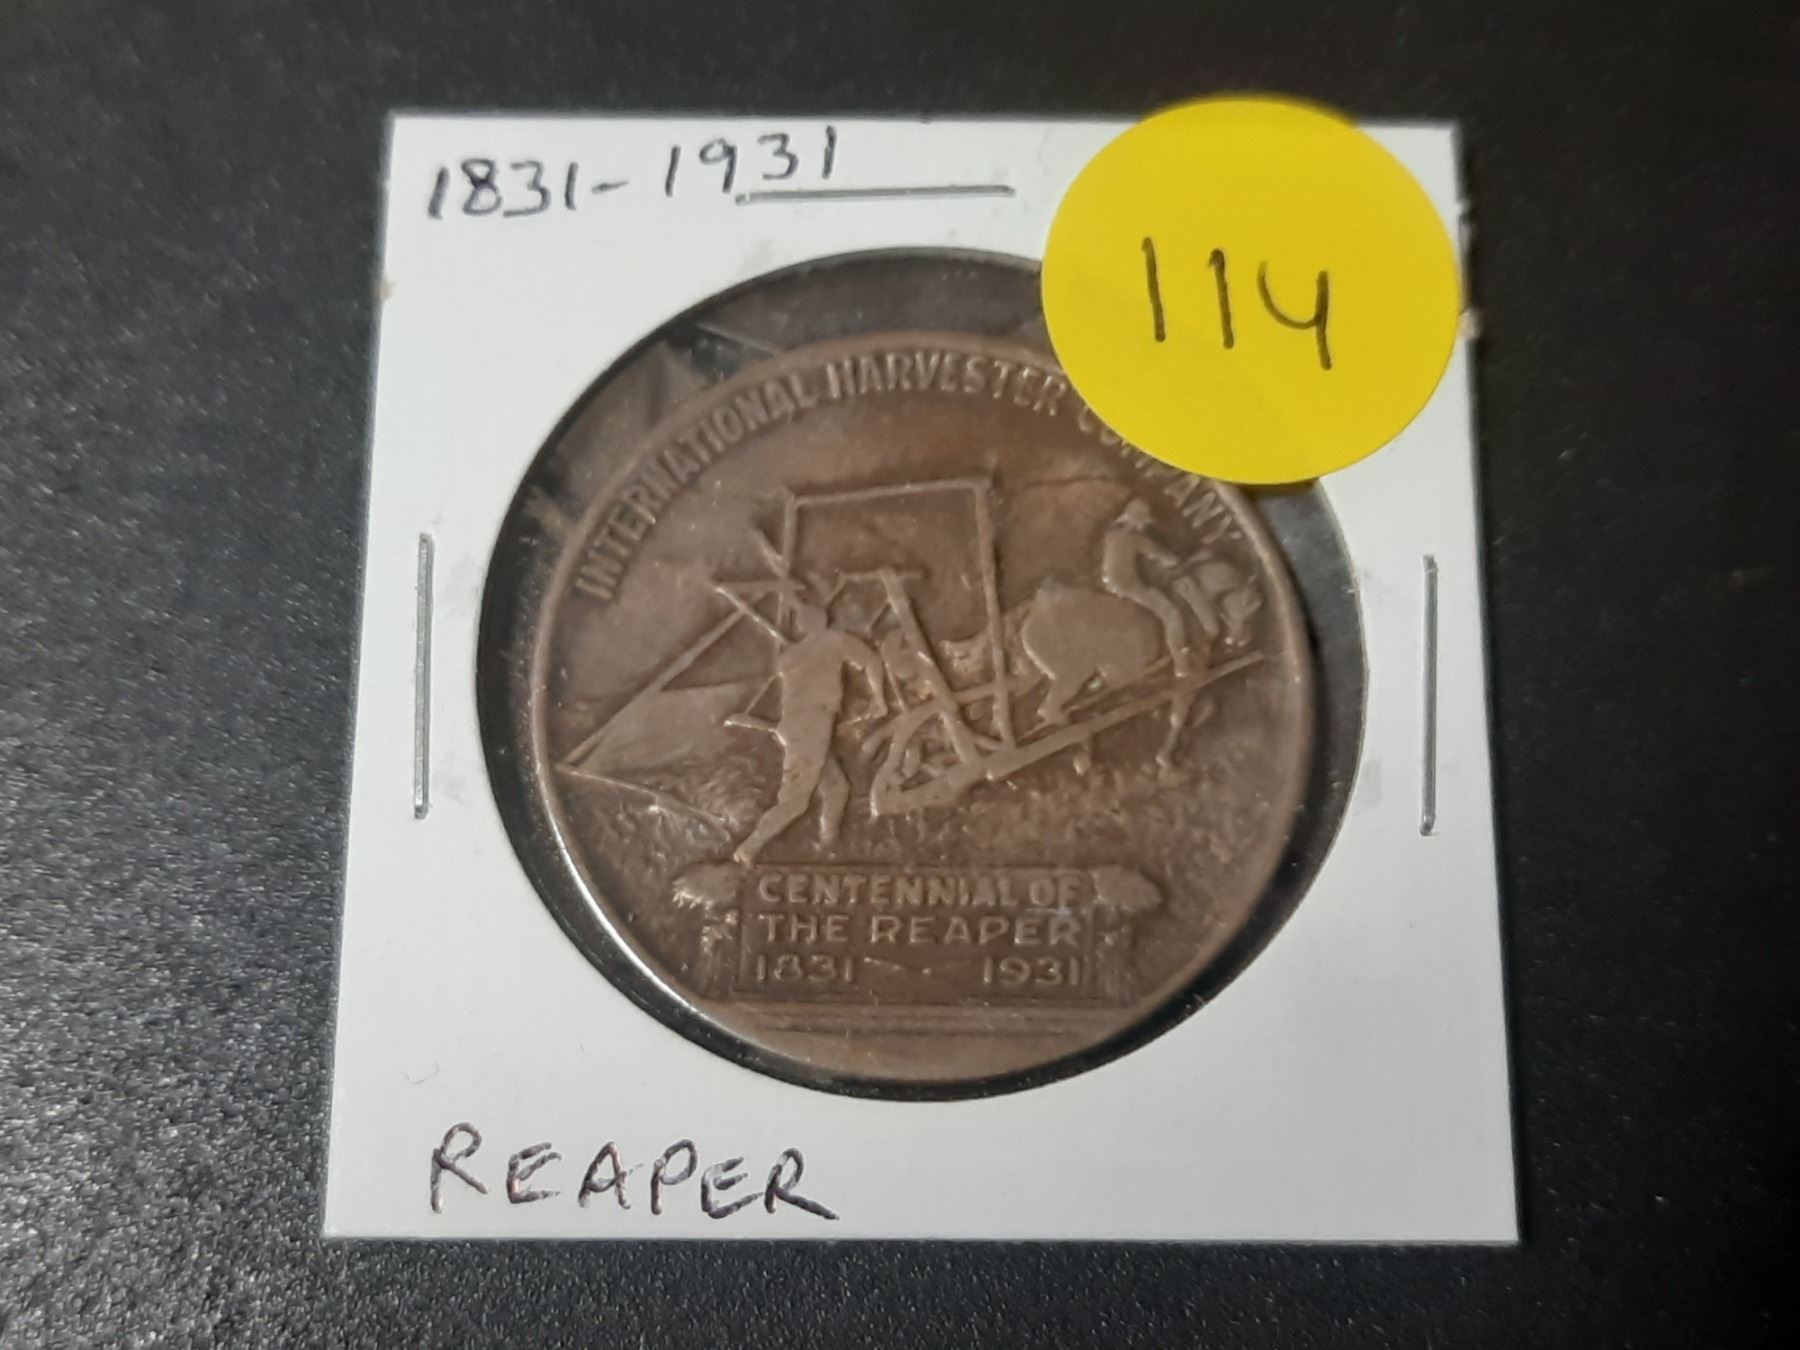 1831-1931
114
INTERNATIONAL HARVESTER COMPANY
CENTENNIAL OF
THE REAPER
1831 1931
REAPER